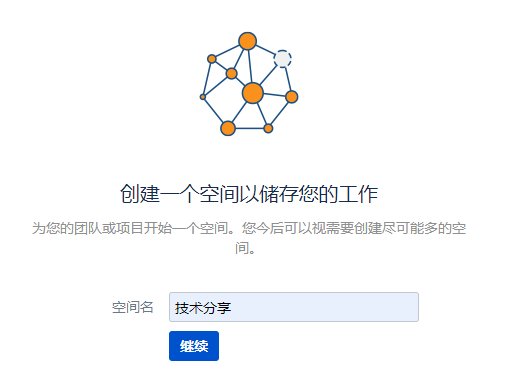 创建一个空间以储存您的工作
为您的团队或项目开始一个空间。您今后可以视需要创建尽可能多的空
间。
空间名 技术分享
继续